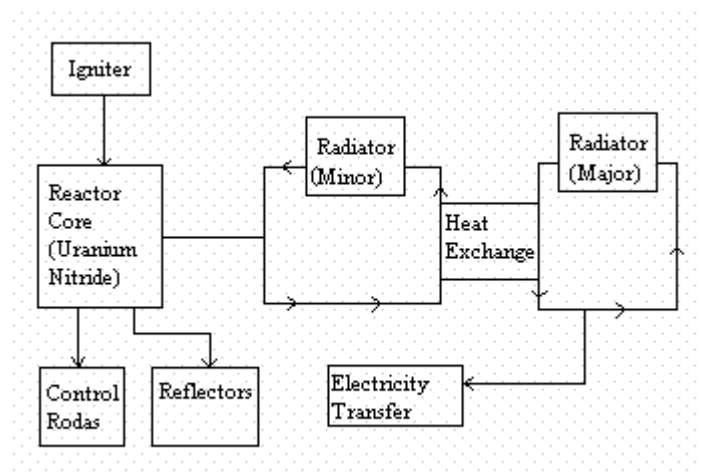 Igniter
Radiator
(Minor)
Radiator
(Major)
Reactor
Core
(Uranium
Nitride)
Heat
Exchange
Control
Rodas
Reflectors
Electricity
Transfer